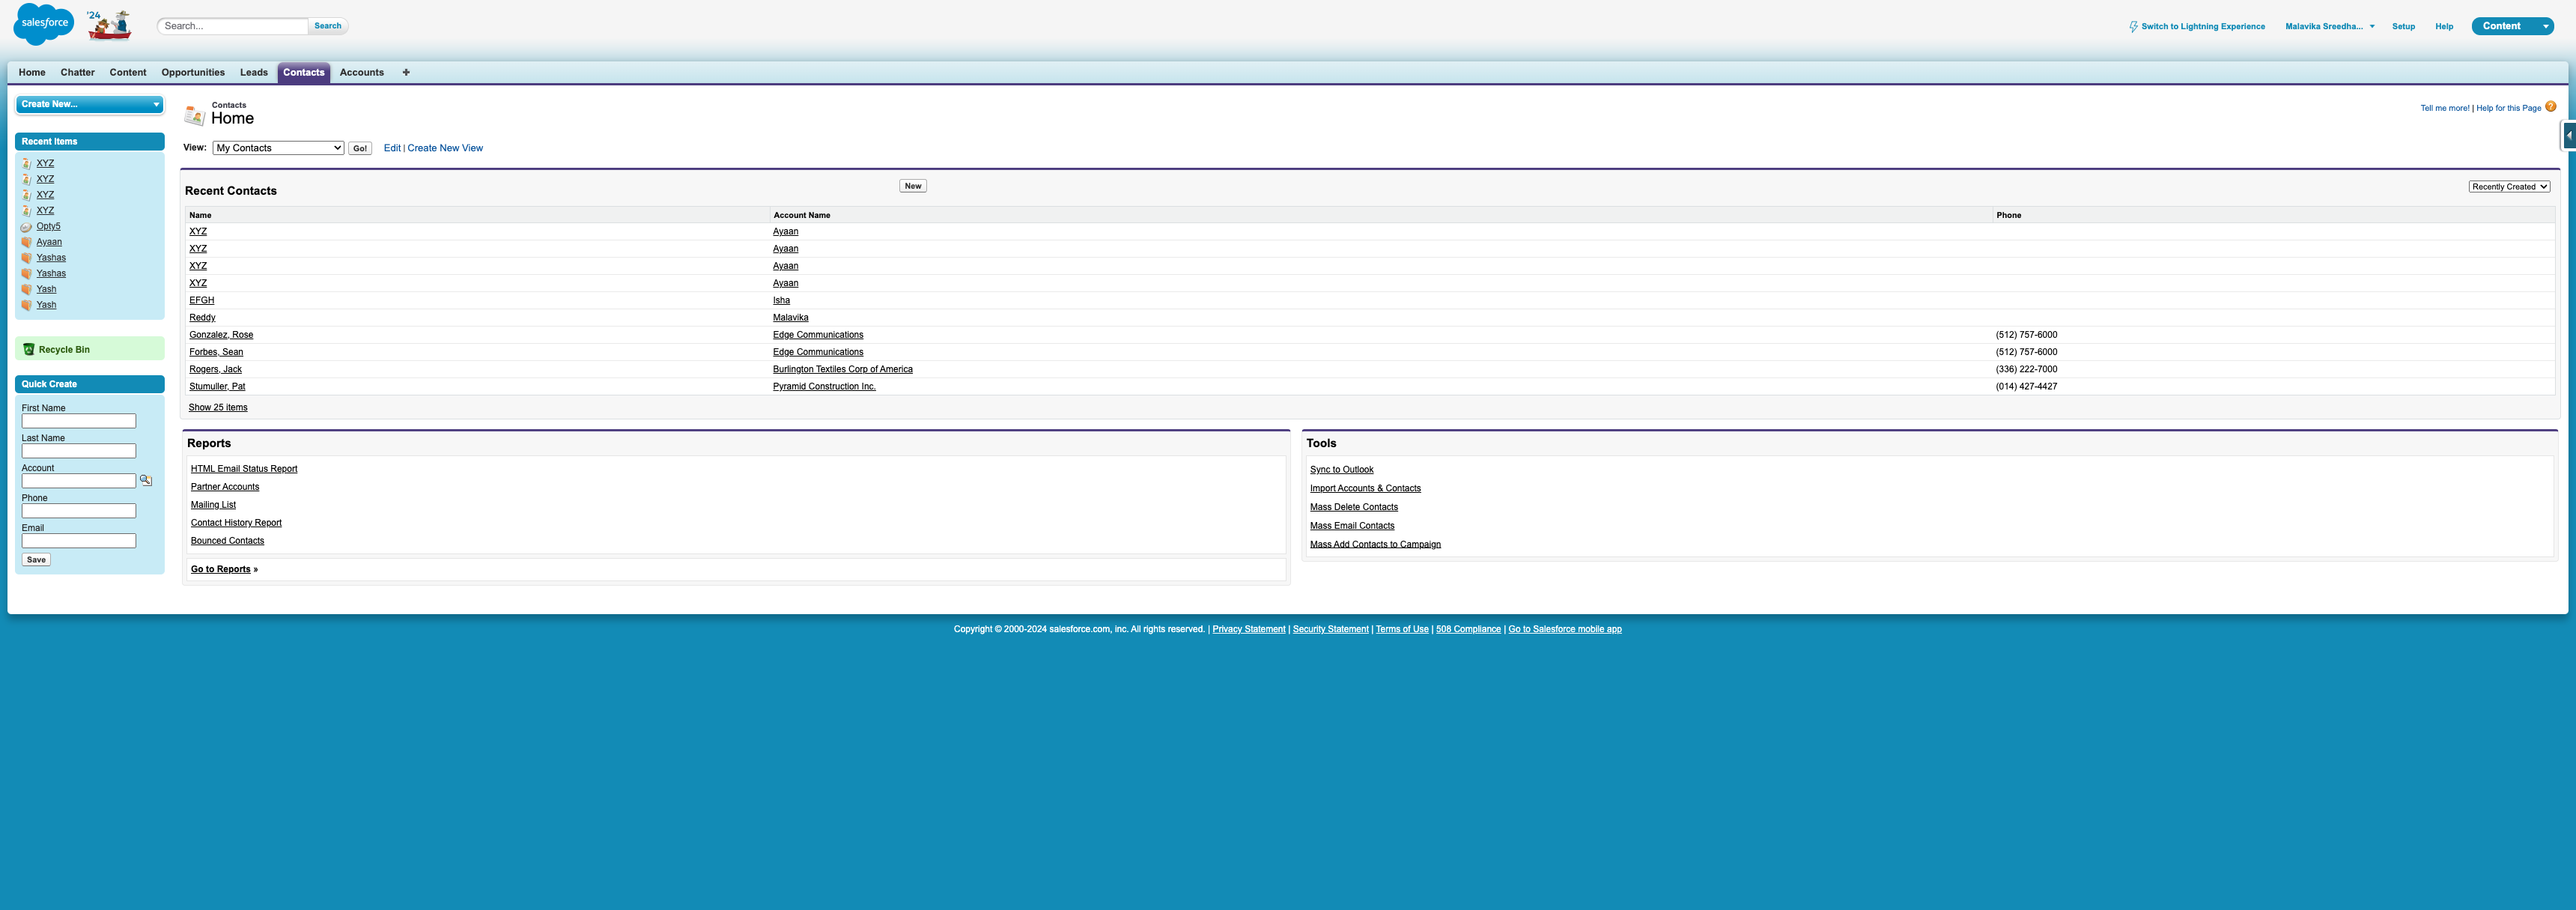 salesforce
'24
Search...
Search
Switch to Lightning Experience
Malavika Sreedha...
Setup
Help
Content
Home
Chatter
Content
Opportunities
Leads
Contacts
Accounts
+
Create New...
Recent Items
XYZ
XYZ
XYZ
XYZ
Opty5
Ayaan
Yashas
Yashas
Yash
Yash
Recycle Bin
Quick Create
First Name
Last Name
Account
Phone
Email
Save
Contacts
Home
Tell me more! | Help for this Page ?
View: My Contacts Go! Edit | Create New View
Recent Contacts
New
Recently Created
Name Account Name Phone
XYZ Ayaan
XYZ Ayaan
XYZ Ayaan
XYZ Ayaan
EFGH Isha
Reddy Malavika
Gonzalez, Rose Edge Communications (512) 757-6000
Forbes, Sean Edge Communications (512) 757-6000
Rogers, Jack Burlington Textiles Corp of America (336) 222-7000
Stumuller, Pat Pyramid Construction Inc. (014) 427-4427
Show 25 items
Reports
HTML Email Status Report
Partner Accounts
Mailing List
Contact History Report
Bounced Contacts
Go to Reports »
Tools
Sync to Outlook
Import Accounts & Contacts
Mass Delete Contacts
Mass Email Contacts
Mass Add Contacts to Campaign
Copyright © 2000-2024 salesforce.com, inc. All rights reserved. | Privacy Statement | Security Statement | Terms of Use | 508 Compliance | Go to Salesforce mobile app